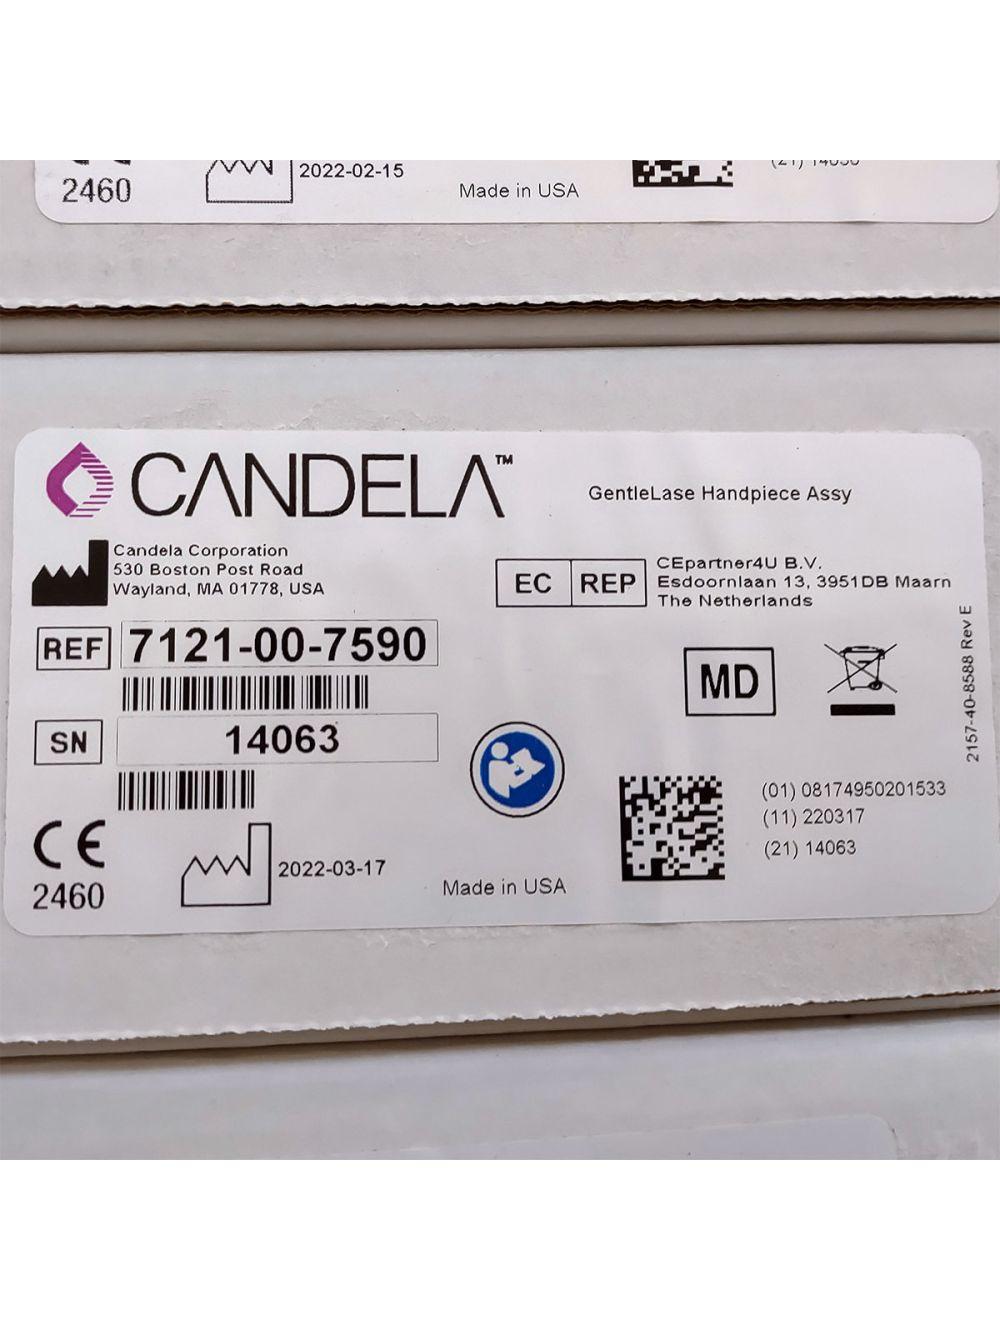 2460
2022-02-15
Made in USA
CANDELA™
GentleLase Handpiece Assy
Candela Corporation
530 Boston Post Road
Wayland, MA 01778, USA
EC REP
CEpartner4U B.V.
Esdoornlaan 13, 3951DB Maarn
The Netherlands
REF 7121-00-7590
MD
SN 14063
2157-40-8588 Rev E
(01) 08174950201533
(11) 220317
(21) 14063
CE
2460
2022-03-17
Made in USA